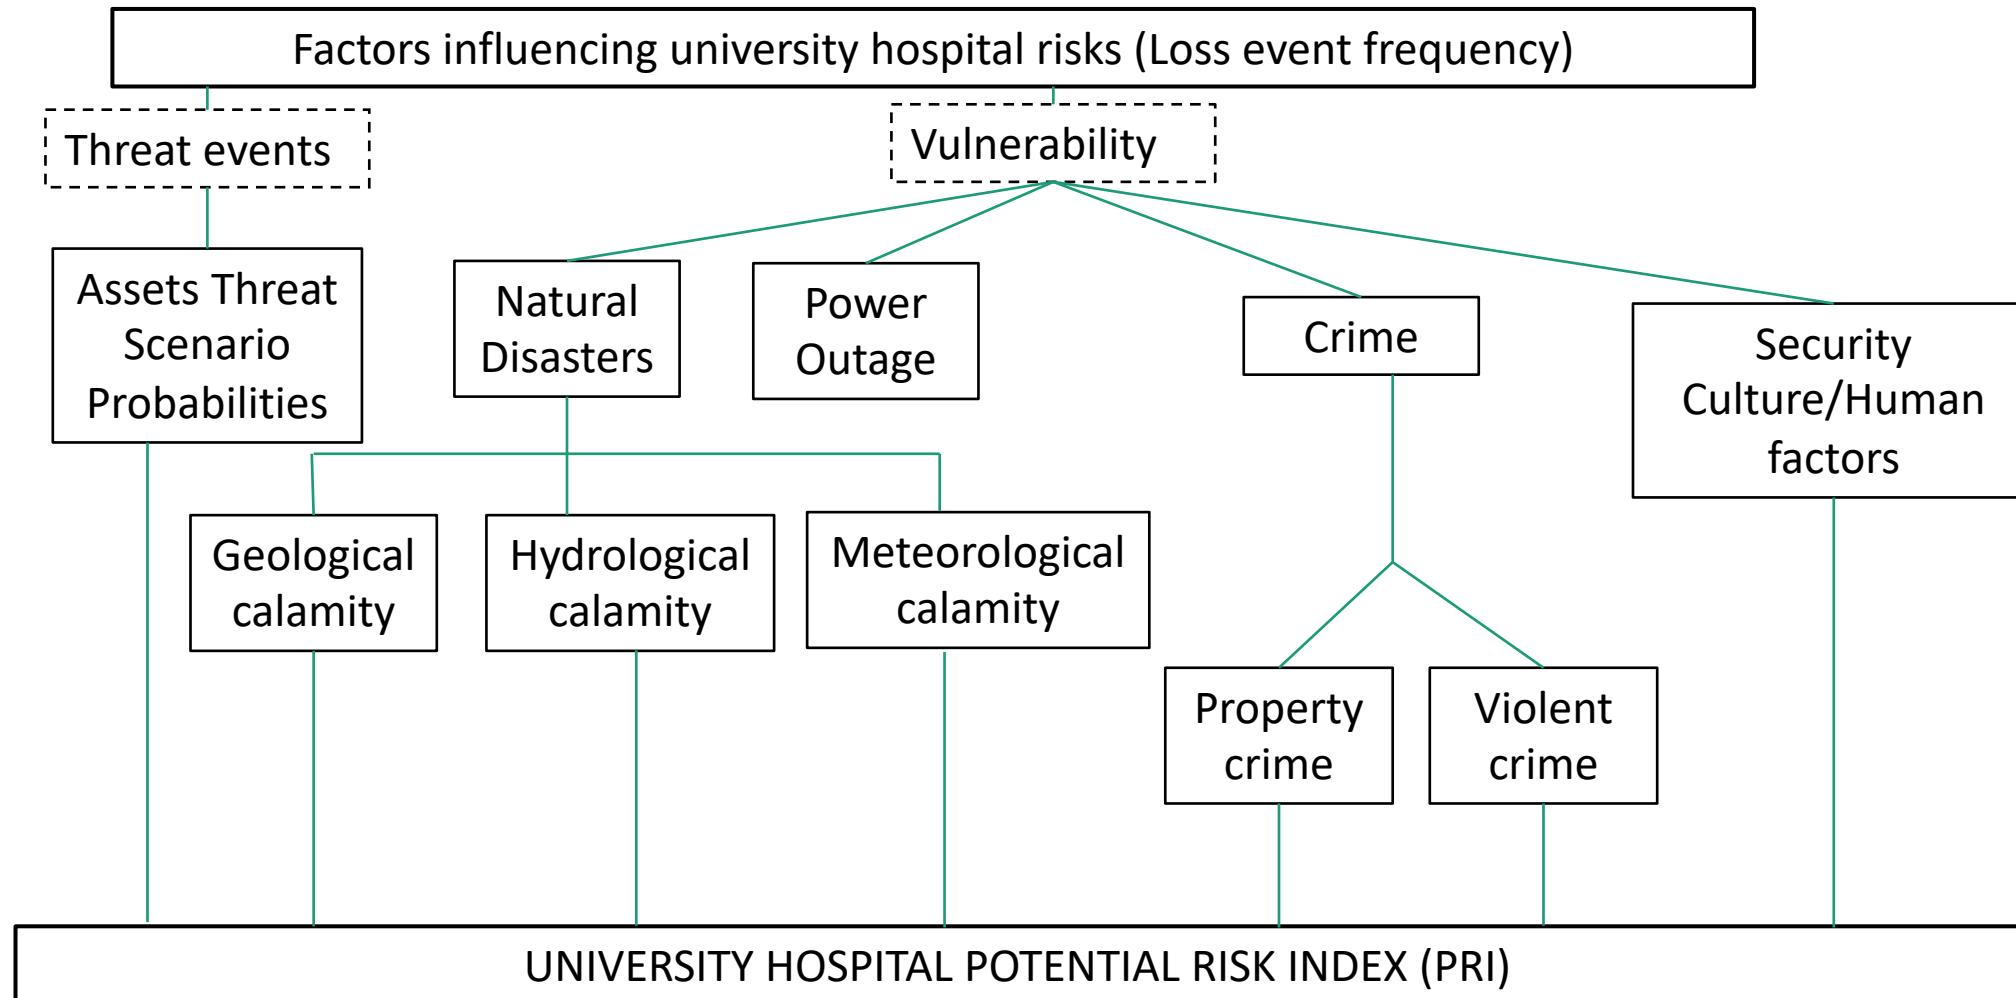 Factors influencing university hospital risks (Loss event frequency)
Threat events
Vulnerability
Assets Threat
Scenario
Probabilities
Natural
Disasters
Power
Outage
Crime
Security
Culture/Human
factors
Geological
calamity
Hydrological
calamity
Meteorological
calamity
Property
crime
Violent
crime
UNIVERSITY HOSPITAL POTENTIAL RISK INDEX (PRI)